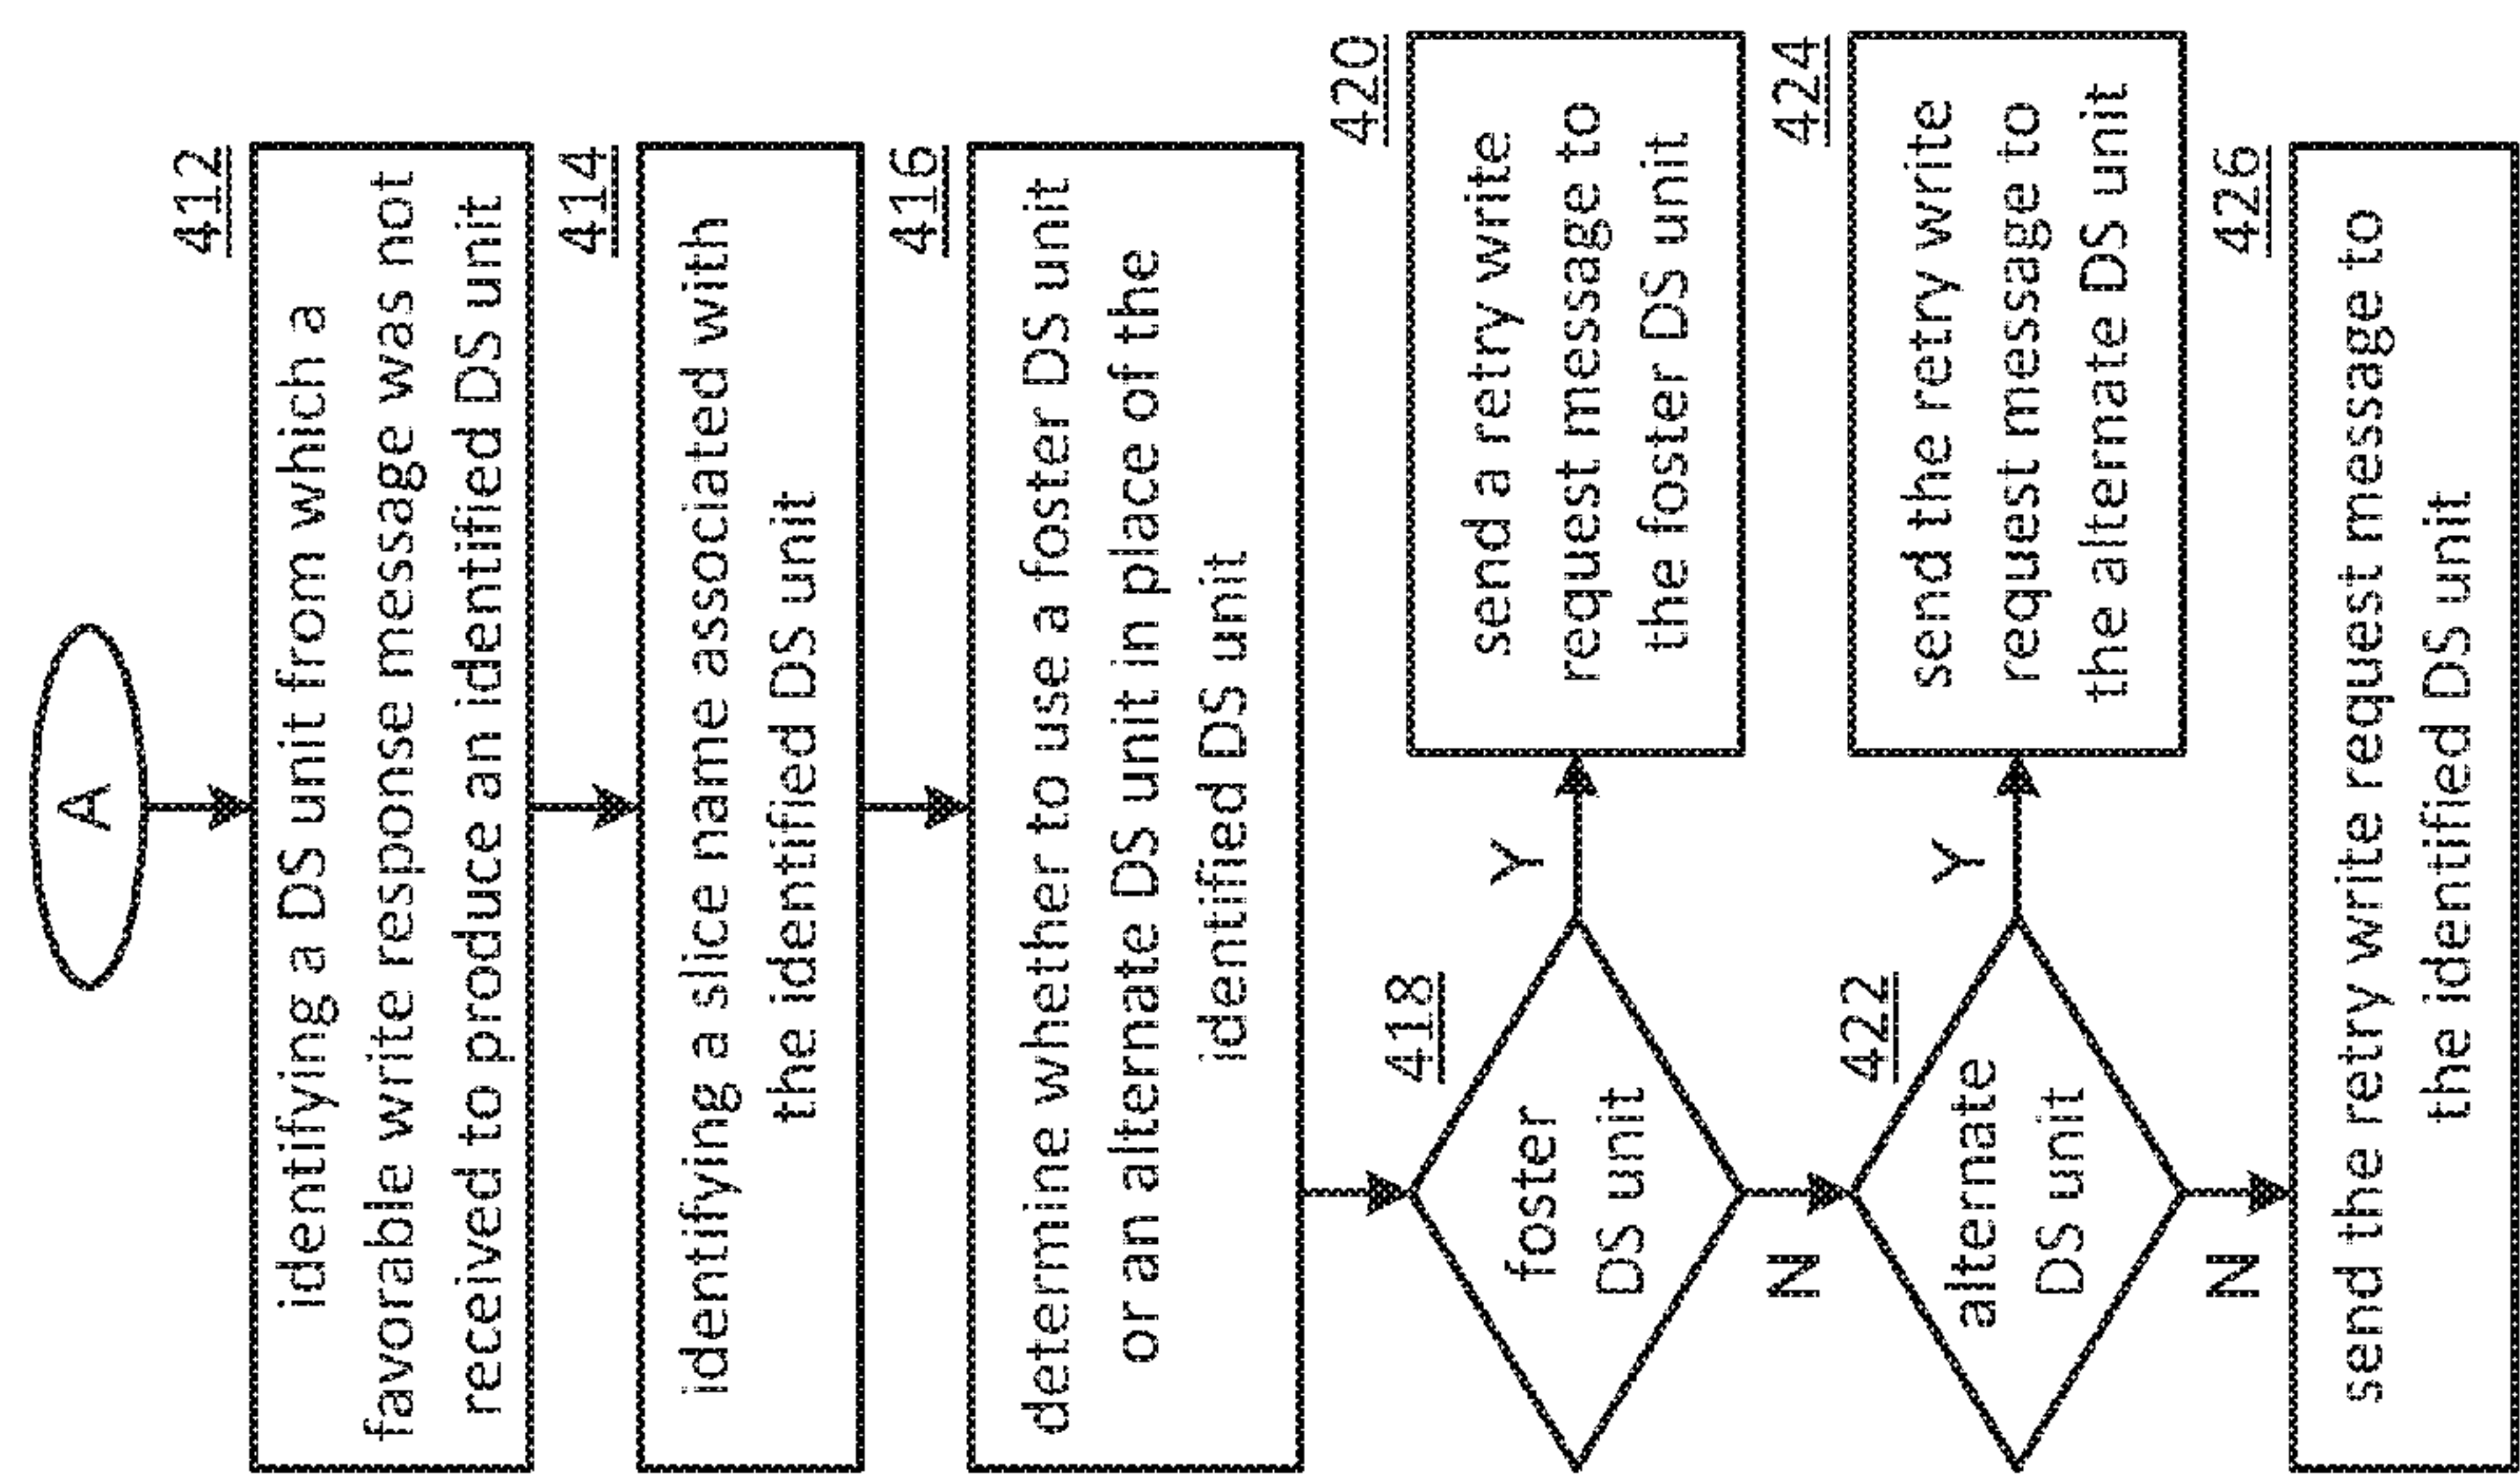 A
412
identifying a DS unit from which a
favorable write response message was not
received to produce an identified DS unit
414
identifying a slice name associated with
the identified DS unit
416
determine whether to use a foster DS unit
or an alternate DS unit in place of the
identified DS unit
418
foster
DS unit
Y
420
send a retry write
request message to
the foster DS unit
N
422
alternate
DS unit
Y
424
send the retry write
request message to
the alternate DS unit
N
426
send the retry write request message to
the identified DS unit